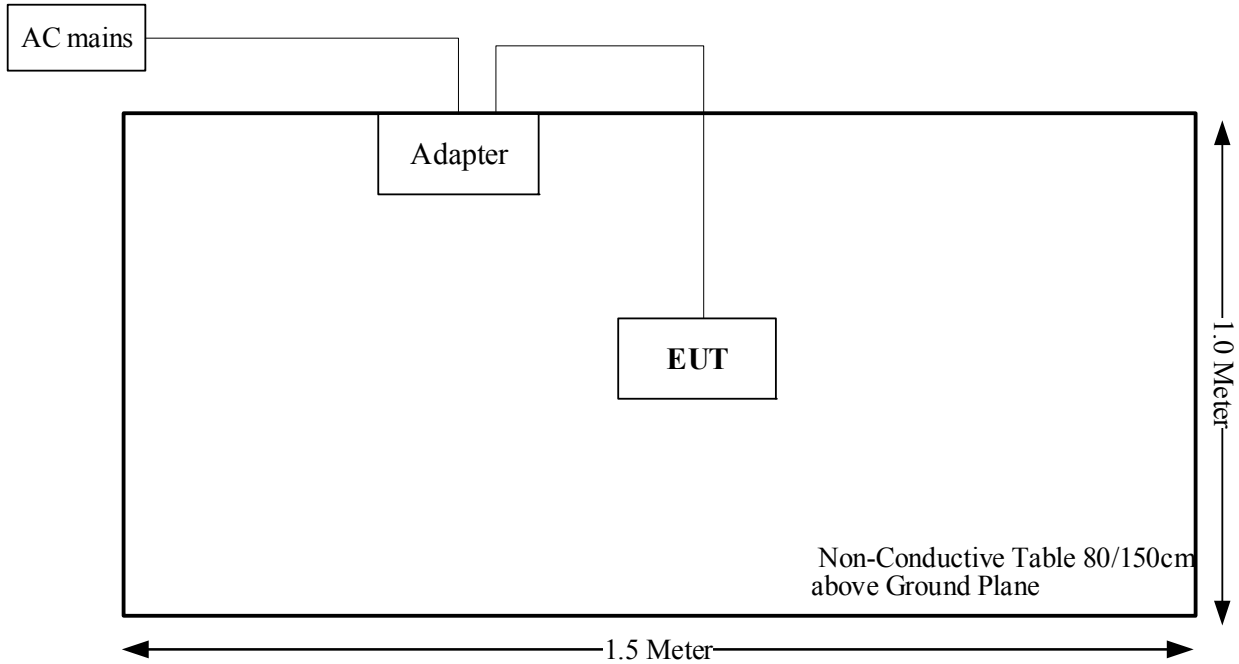 AC mains
Adapter
EUT
1.0 Meter
Non-Conductive Table 80/150cm
above Ground Plane
1.5 Meter